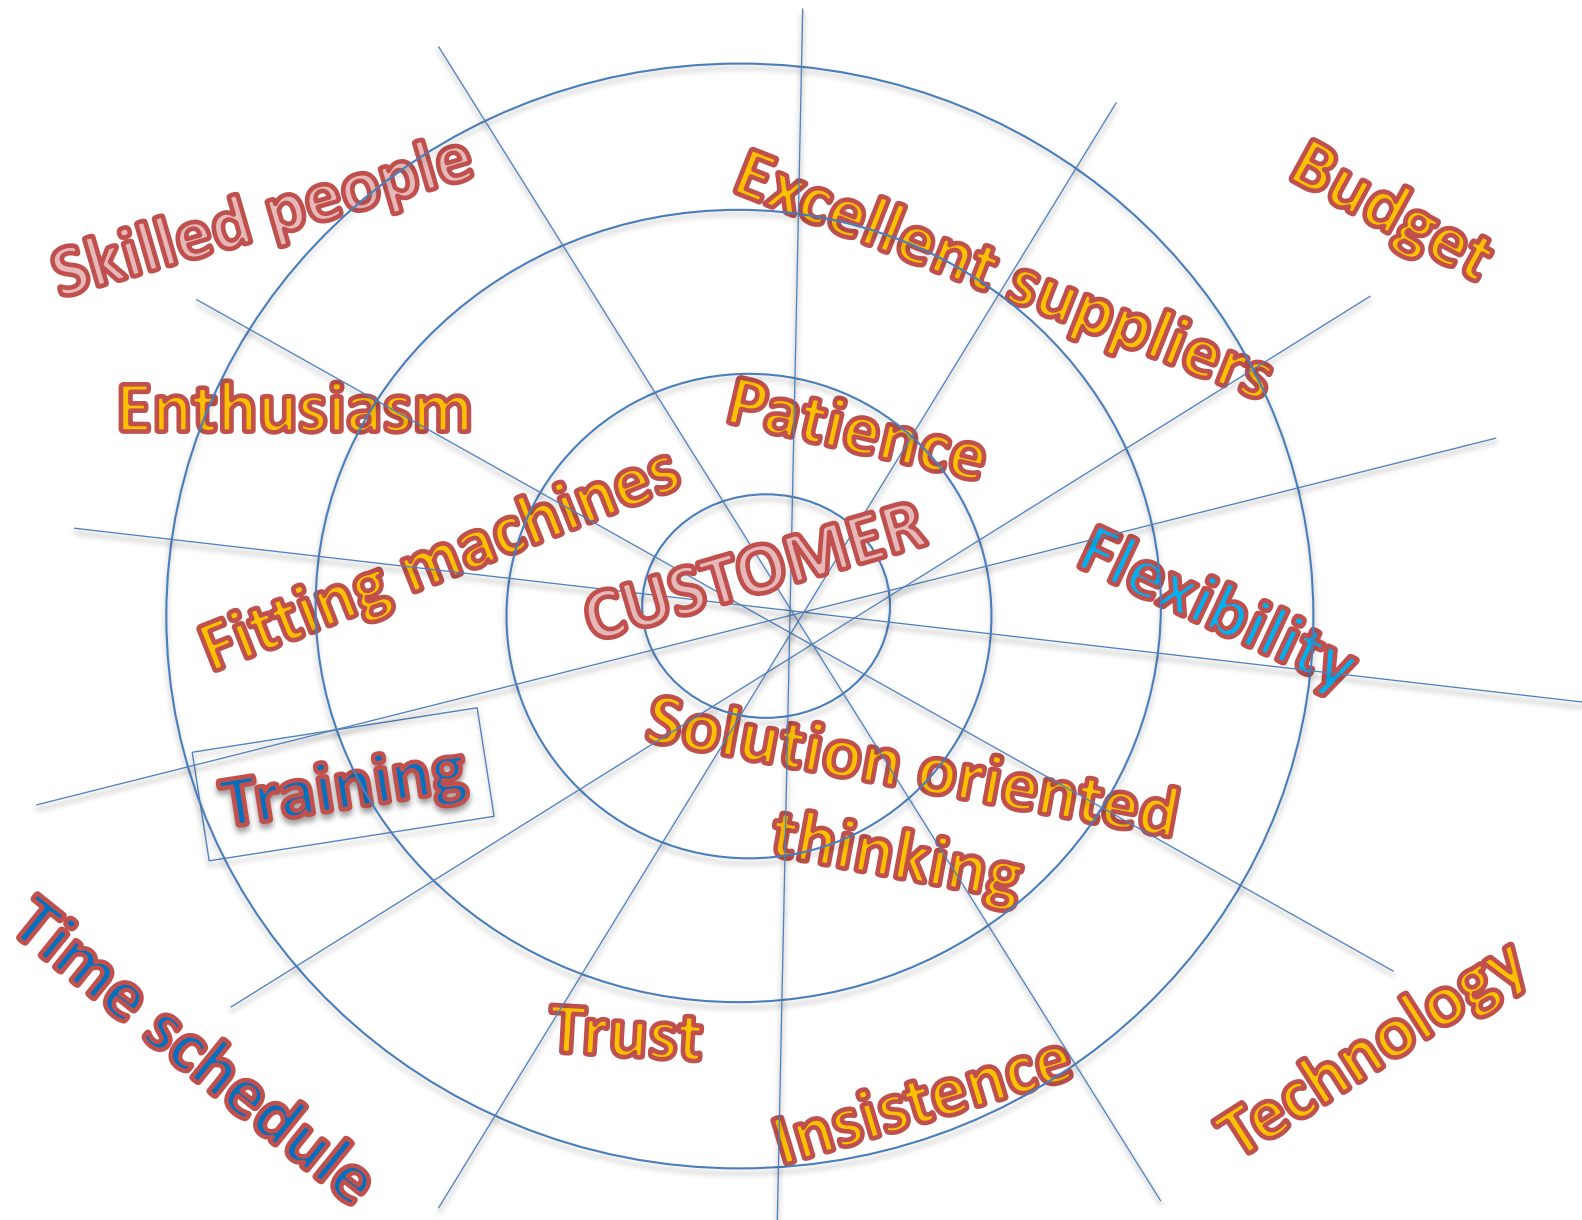 Skilled people
Excellent suppliers
Budget
Enthusiasm
Patience
Fitting machines
CUSTOMER
Flexibility
Training
Solution oriented
thinking
Time schedule
Trust
Insistence
Technology